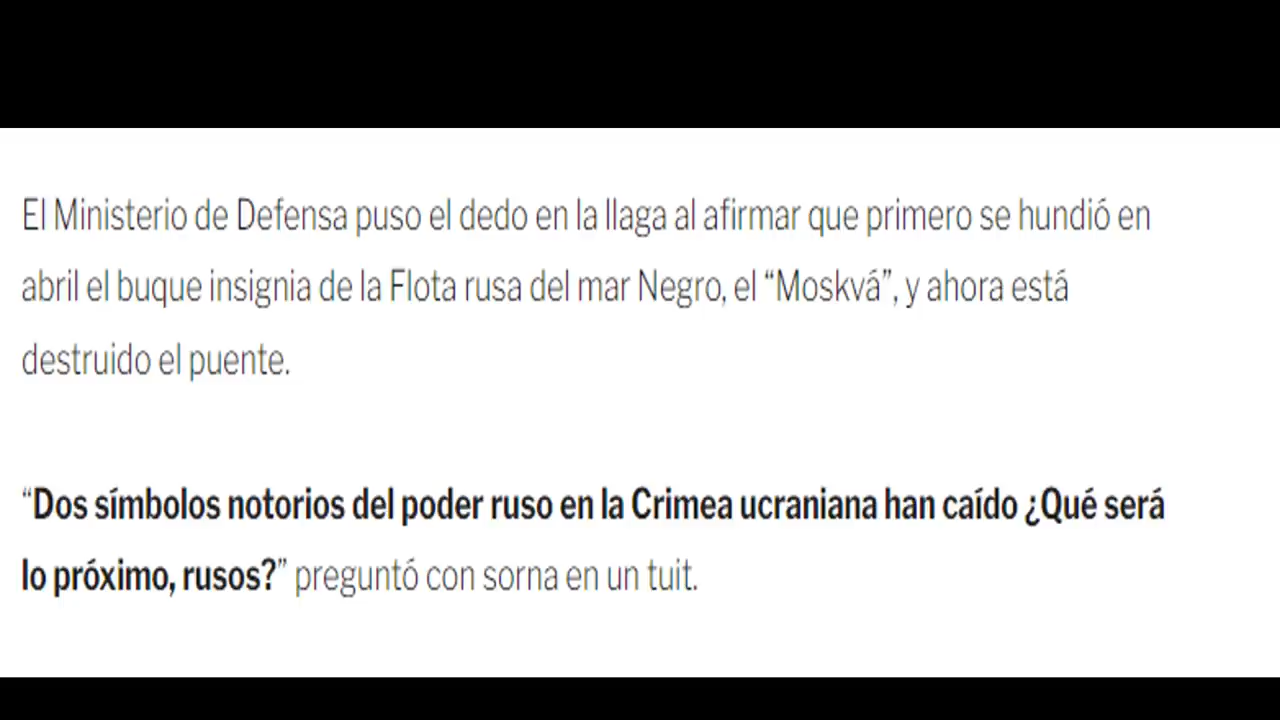 El Ministerio de Defensa puso el dedo en la llaga al afirmar que primero se hundió en
abril el buque insignia de la Flota rusa del mar Negro, el “Moskvá”, y ahora está
destruido el puente.
“Dos símbolos notorios del poder ruso en la Crimea ucraniana han caído ¿Qué será
lo próximo, rusos?” preguntó con sorna en un tuit.